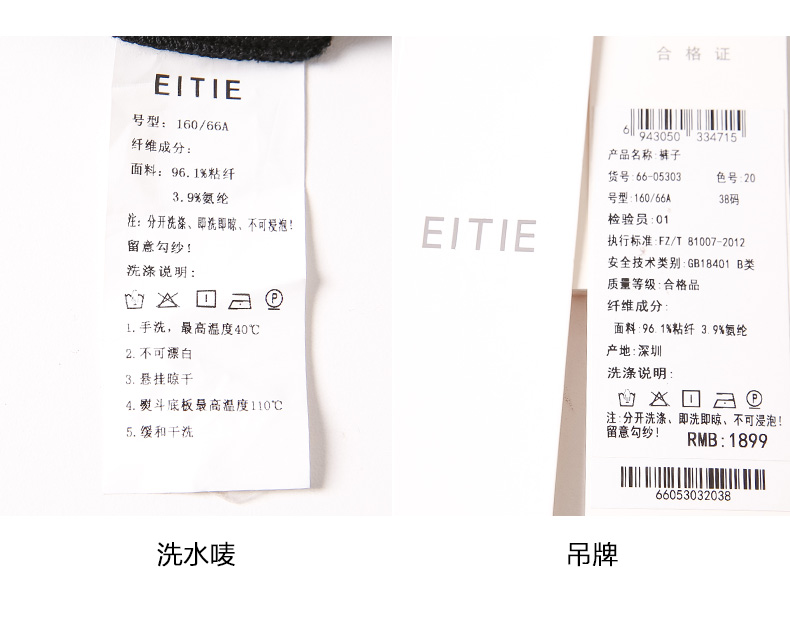 EITIE
号型: 160/66A
纤维成分:
面料: 96.1%粘纤
3.9%氨纶
注: 分开洗涤、即洗即晾、不可浸泡!
留意勾纱!
洗涤说明:
P
1.手洗，最高温度40℃
2.不可漂白
3.悬挂晾干
4.熨斗底板最高温度110℃
5.缓和干洗
洗水唛
EITIE
合格证
6 943050 334715
产品名称:裤子
货号:66-05303 色号:20
号型:160/66A 38码
检验员:01
执行标准:FZ/T 81007-2012
安全技术类别:GB18401 B类
质量等级:合格品
纤维成分:
面料:96.1%粘纤 3.9%氨纶
产地:深圳
洗涤说明:
P
注:分开洗涤、即洗即晾、不可浸泡!
留意勾纱! RMB:1899
66053032038
吊牌